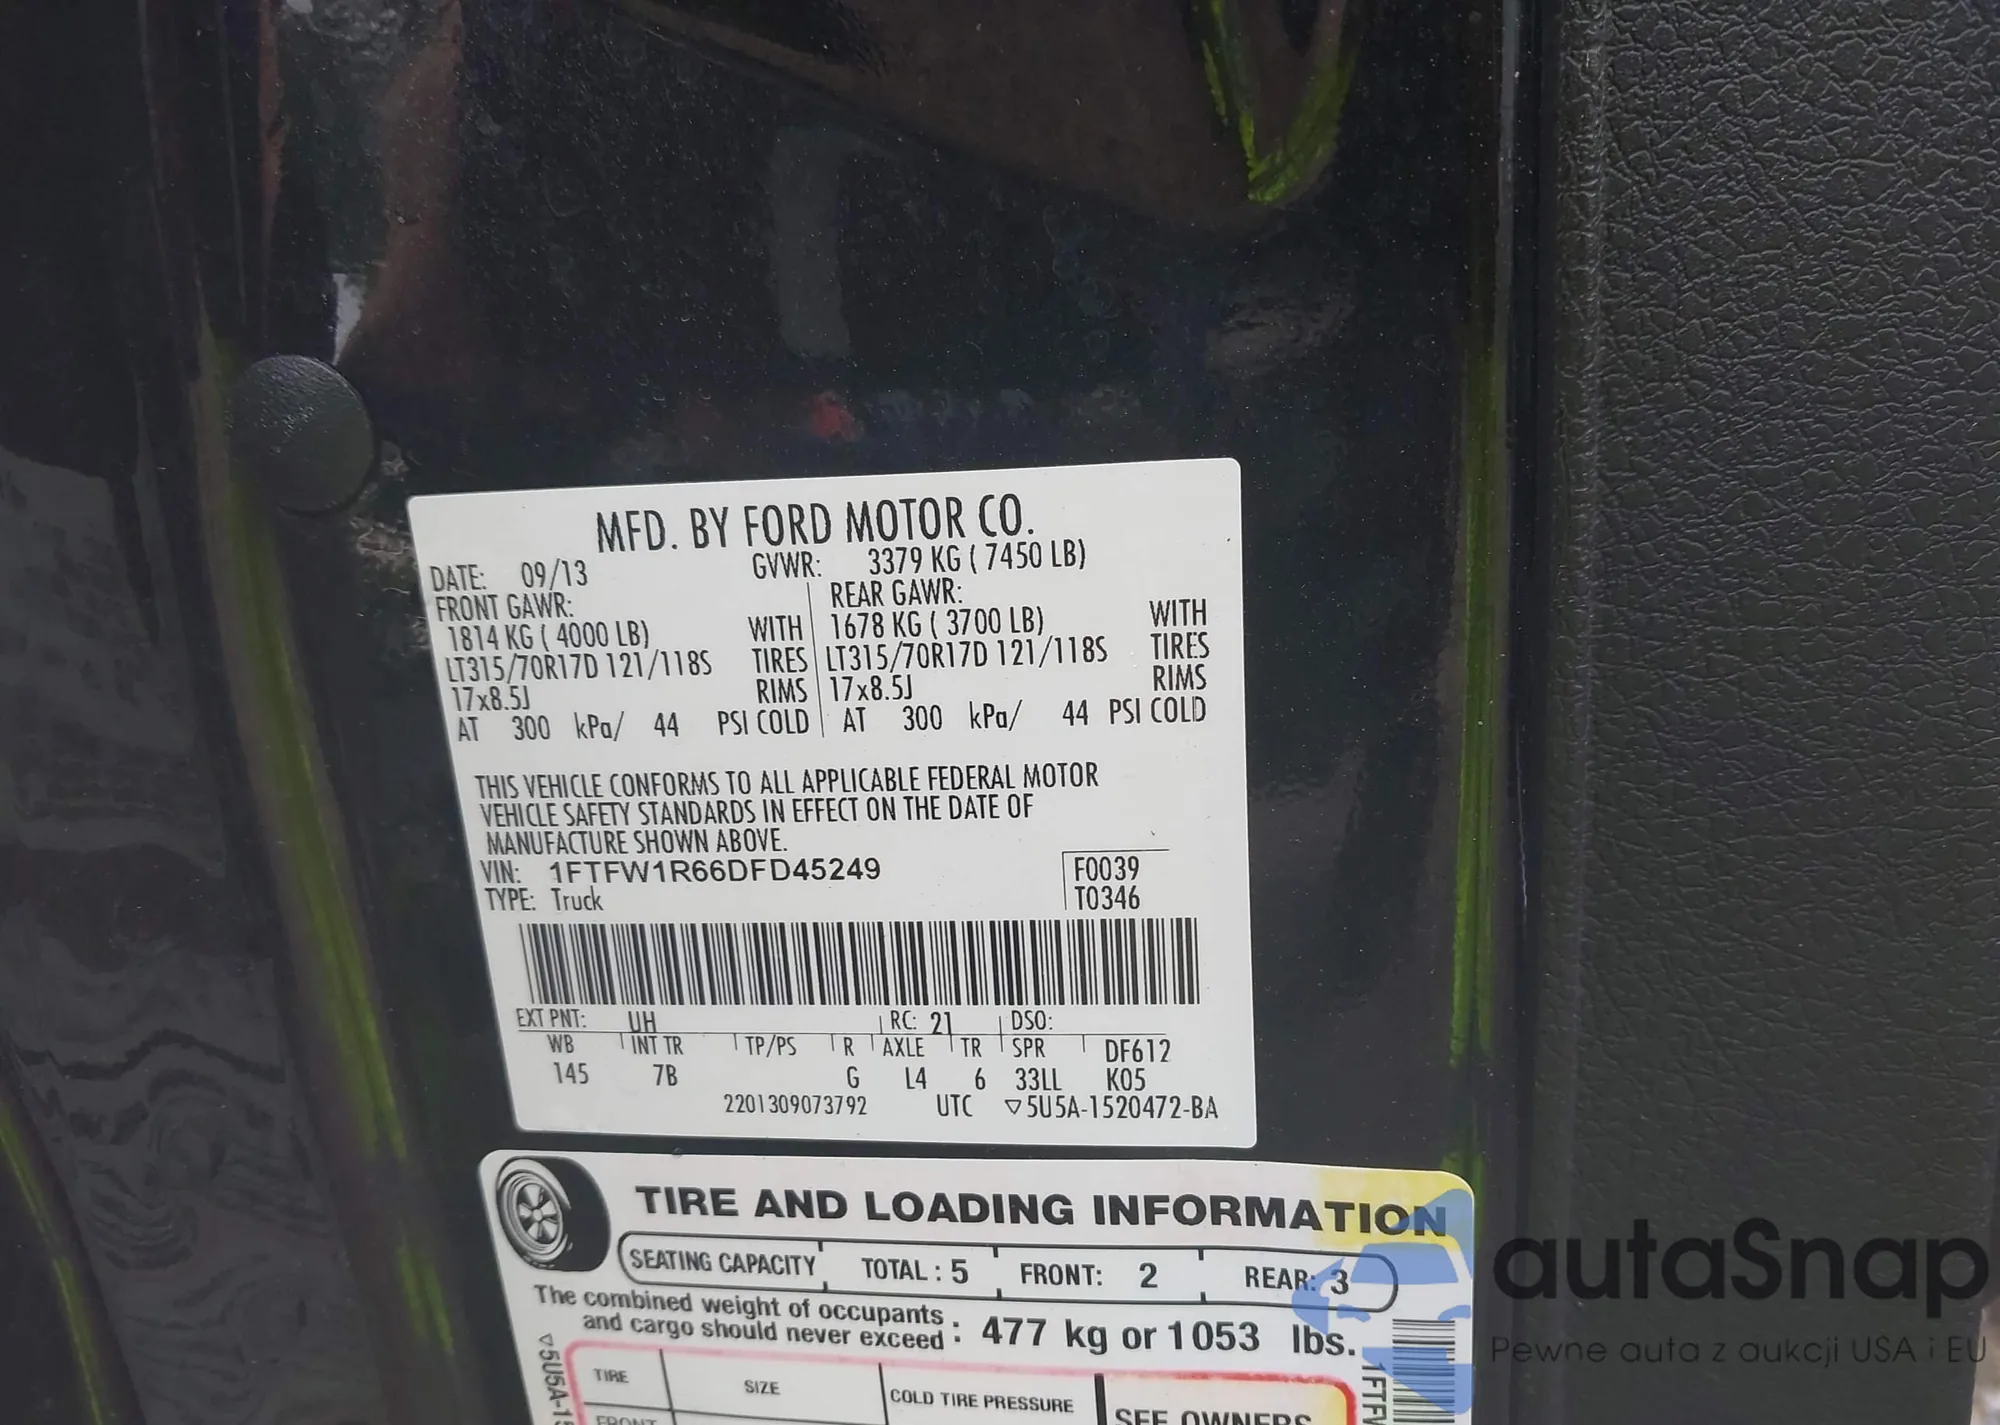 MFD. BY FORD MOTOR CO.
DATE: 09/13 GVWR: 3379 KG ( 7450 LB)
FRONT GAWR: REAR GAWR:
1814 KG ( 4000 LB) WITH 1678 KG ( 3700 LB) WITH
LT315/70R17D 121/118S TIRES LT315/70R17D 121/118S TIRES
17x8.5J RIMS 17x8.5J RIMS
AT 300 kPa/ 44 PSI COLD AT 300 kPa/ 44 PSI COLD
THIS VEHICLE CONFORMS TO ALL APPLICABLE FEDERAL MOTOR
VEHICLE SAFETY STANDARDS IN EFFECT ON THE DATE OF
MANUFACTURE SHOWN ABOVE.
VIN: 1FTFW1R66DFD45249 F0039
TYPE: Truck T0346
EXT PNT: UH RC: 21 DSO:
WB INT TR TP/PS R AXLE TR SPR DF612
145 7B G L4 6 33LL K05
2201309073792 UTC ▽5U5A-1520472-BA
TIRE AND LOADING INFORMATION
SEATING CAPACITY TOTAL : 5 FRONT: 2 REAR: 3
The combined weight of occupants
and cargo should never exceed : 477 kg or 1053 lbs.
TIRE SIZE COLD TIRE PRESSURE SEE OWNERS
FRONT
▽5U5A-15
1FTFW
autaSnap
Pewne auta z aukcji USA i EU